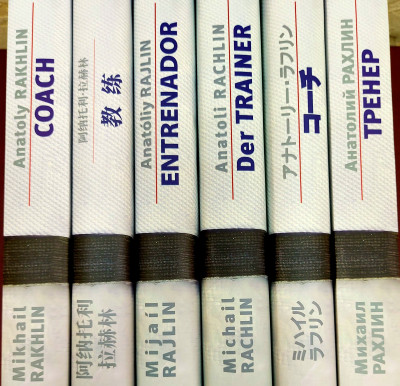 Anatoly RAKHLIN
COACH
Mikhail
RAKHLIN
阿纳托利·拉赫林
教练
阿纳托利
拉赫林
Anatóliy RAJLIN
ENTRENADOR
Mijaíl
RAJLIN
Anatoli RACHLIN
Der TRAINER
Michail
RACHLIN
アナトーリー・ラフリン
コーチ
ミハイル
ラフリン
Анатолий РАХЛИН
ТРЕНЕР
Михаил
РАХЛИН